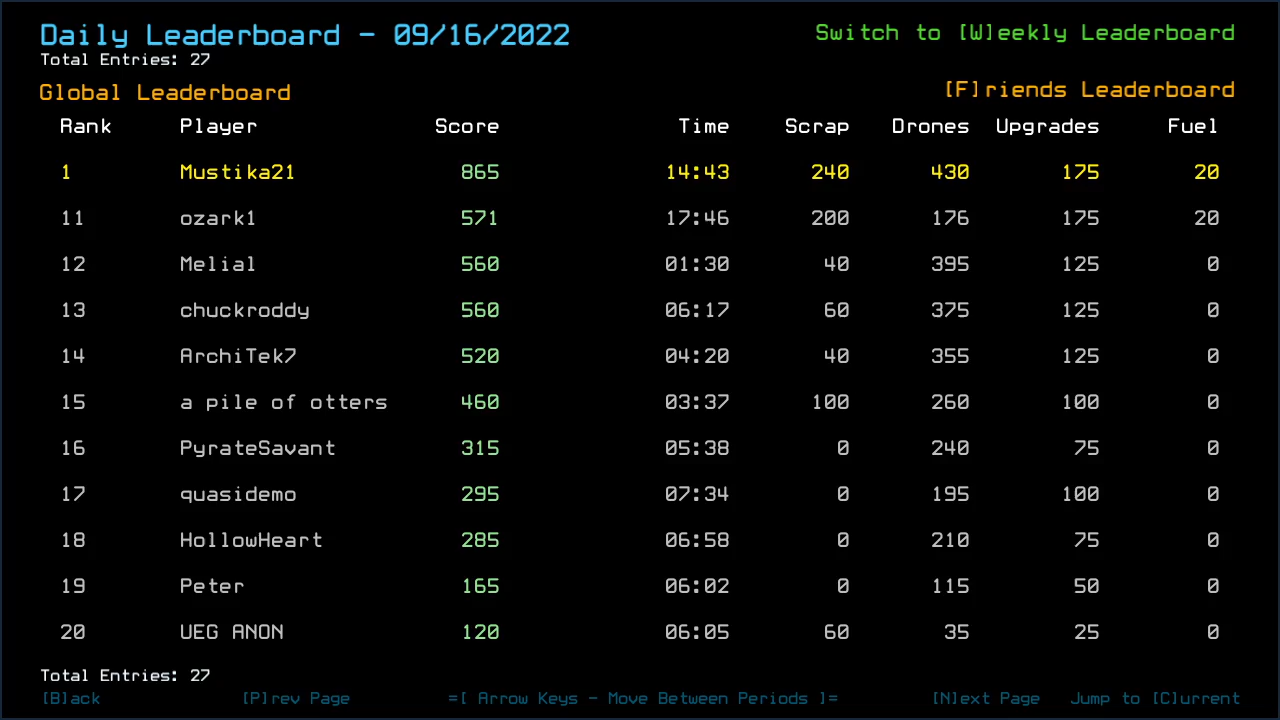 Daily Leaderboard - 09/16/2022 Switch to [W]eekly Leaderboard
Total Entries: 27
Global Leaderboard [F]riends Leaderboard
Rank Player Score Time Scrap Drones Upgrades Fuel
1 Mustika21 865 14:43 240 430 175 20
11 ozark1 571 17:46 200 176 175 20
12 Melial 560 01:30 40 395 125 0
13 chuckroddy 560 06:17 60 375 125 0
14 ArchiTek7 520 04:20 40 355 125 0
15 a pile of otters 460 03:37 100 260 100 0
16 PyrateSavant 315 05:38 0 240 75 0
17 quasidemo 295 07:34 0 195 100 0
18 HollowHeart 285 06:58 0 210 75 0
19 Peter 165 06:02 0 115 50 0
20 UEG ANON 120 06:05 60 35 25 0
Total Entries: 27
[B]ack [P]rev Page =[ Arrow Keys - Move Between Periods ]= [N]ext Page Jump to [C]urrent